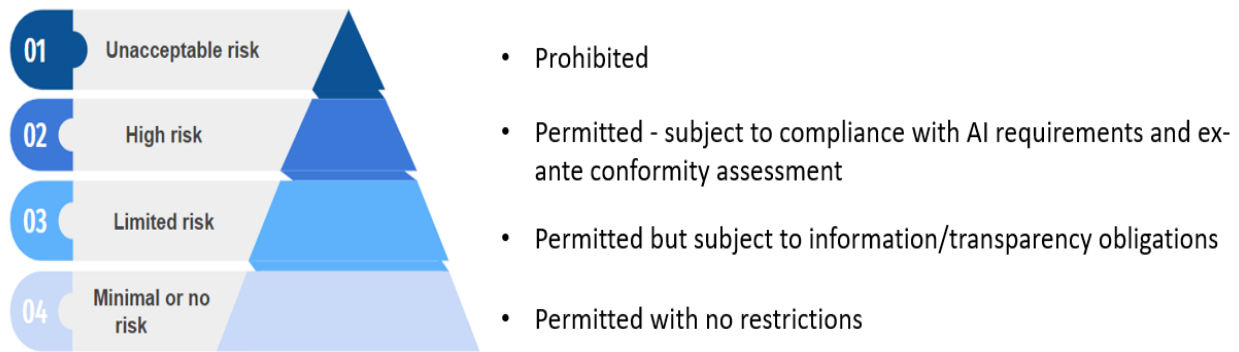 01 Unacceptable risk
• Prohibited
02 High risk
• Permitted - subject to compliance with AI requirements and ex-
ante conformity assessment
03 Limited risk
• Permitted but subject to information/transparency obligations
04 Minimal or no
risk
• Permitted with no restrictions